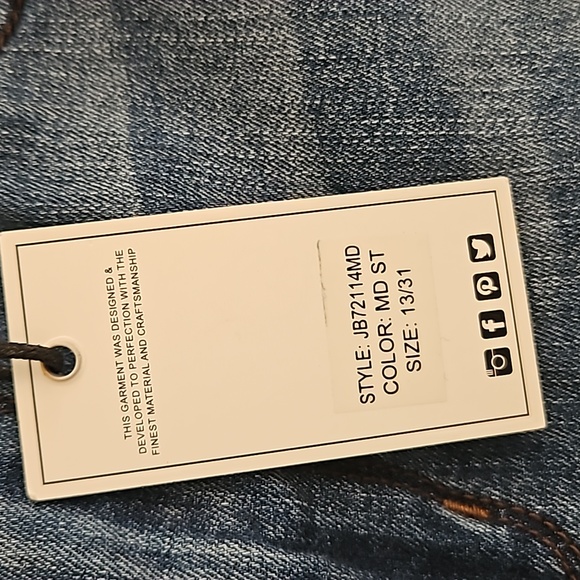 THIS GARMENT WAS DESIGNED &
DEVELOPED TO PERFECTION WITH THE
FINEST MATERIAL AND CRAFTSMANSHIP
STYLE: JB72114MD
COLOR: MD ST
SIZE: 13/31